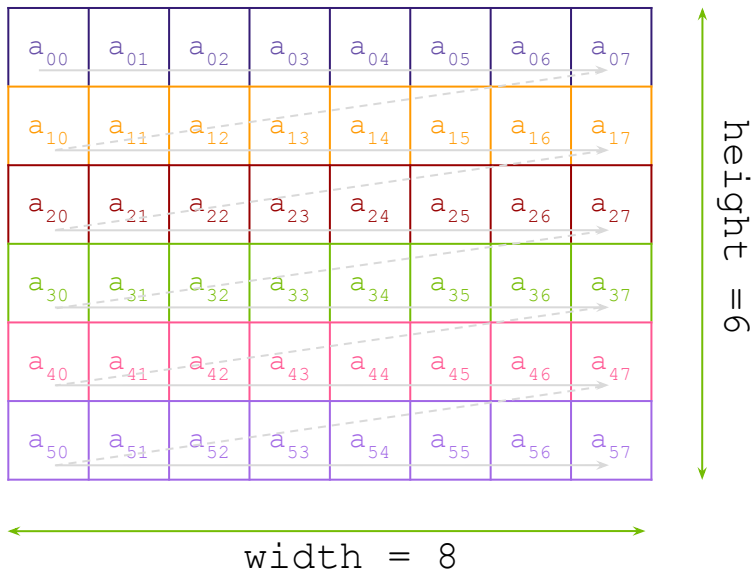 a00 a01 a02 a03 a04 a05 a06 a07
a10 a11 a12 a13 a14 a15 a16 a17
a20 a21 a22 a23 a24 a25 a26 a27
a30 a31 a32 a33 a34 a35 a36 a37
a40 a41 a42 a43 a44 a45 a46 a47
a50 a51 a52 a53 a54 a55 a56 a57
height =6
width = 8